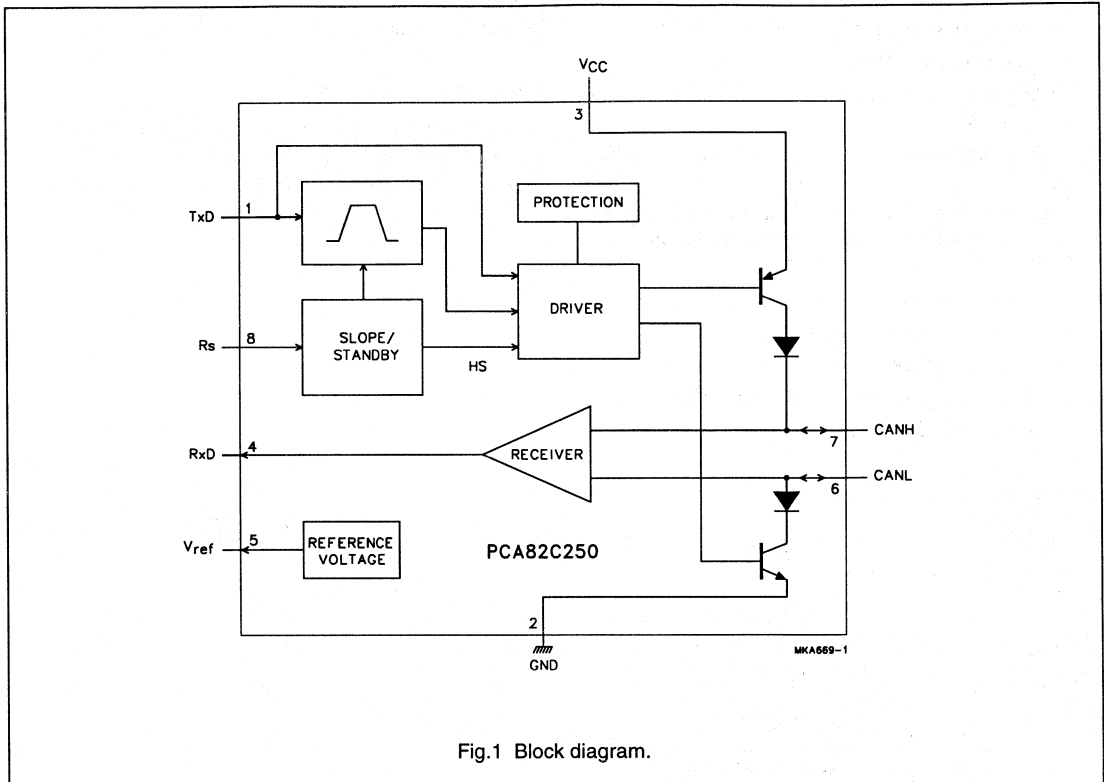 VCC
3
TxD
1
PROTECTION
DRIVER
Rs
8
SLOPE/
STANDBY
HS
RxD
4
RECEIVER
7
CANH
6
CANL
Vref
5
REFERENCE
VOLTAGE
PCA82C250
2
GND
MKA669-1
Fig.1 Block diagram.